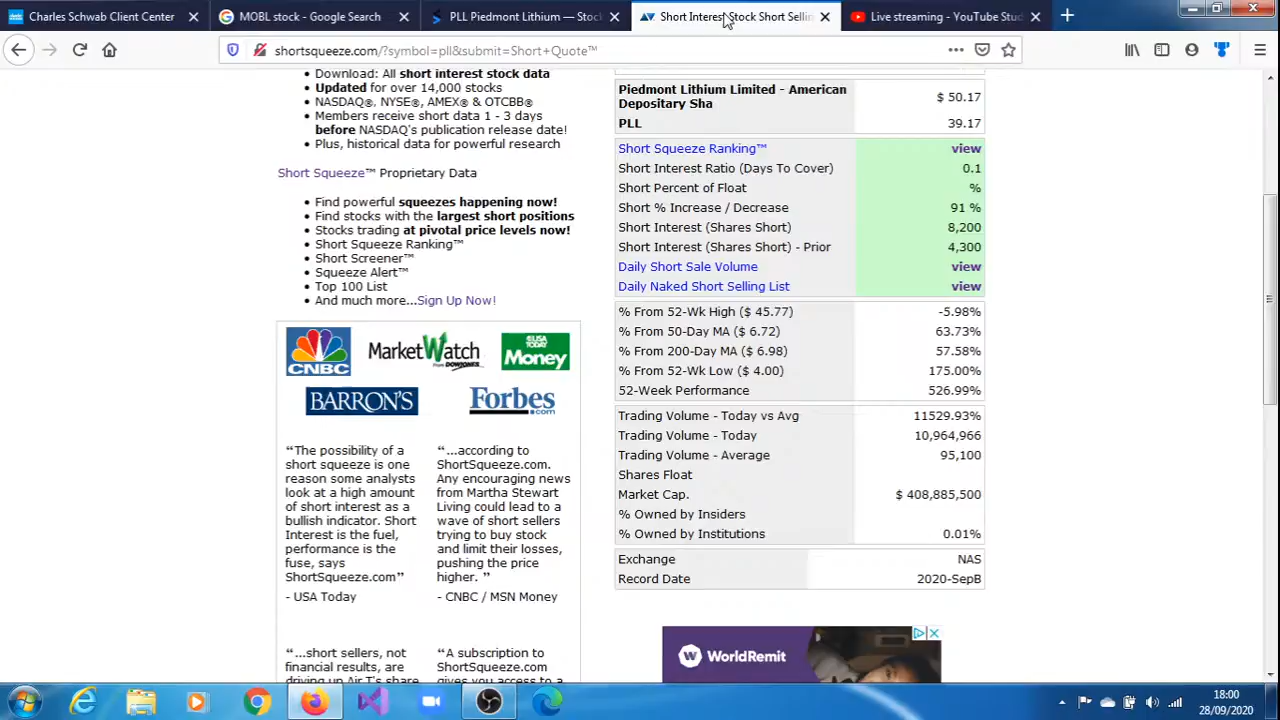 Charles Schwab Client Center
MOBL stock - Google Search
PLL Piedmont Lithium — Stock
Short Interest Stock Short Selling
Live streaming - YouTube Stud
shortsqueeze.com/?symbol=pll&submit=Short+Quote™
Download: All short interest stock data
Updated for over 14,000 stocks
NASDAQ®, NYSE®, AMEX® & OTCBB®
Members receive short data 1 - 3 days
before NASDAQ's publication release date!
Plus, historical data for powerful research
Short Squeeze™ Proprietary Data
Find powerful squeezes happening now!
Find stocks with the largest short positions
Stocks trading at pivotal price levels now!
Short Squeeze Ranking™
Short Screener™
Squeeze Alert™
Top 100 List
And much more...Sign Up Now!
CNBC
MarketWatch
FROM DOWJONES
USA TODAY
Money
BARRON'S
Forbes
.com
“The possibility of a
short squeeze is one
reason some analysts
look at a high amount
of short interest as a
bullish indicator. Short
Interest is the fuel,
performance is the
fuse, says
ShortSqueeze.com”
- USA Today
“...according to
ShortSqueeze.com.
Any encouraging news
from Martha Stewart
Living could lead to a
wave of short sellers
trying to buy stock
and limit their losses,
pushing the price
higher. ”
- CNBC / MSN Money
“...short sellers, not
financial results, are
driving up Air T's share
“A subscription to
ShortSqueeze.com
gives you access to a
Piedmont Lithium Limited - American
Depositary Sha
$ 50.17
PLL 39.17
Short Squeeze Ranking™ view
Short Interest Ratio (Days To Cover) 0.1
Short Percent of Float %
Short % Increase / Decrease 91 %
Short Interest (Shares Short) 8,200
Short Interest (Shares Short) - Prior 4,300
Daily Short Sale Volume view
Daily Naked Short Selling List view
% From 52-Wk High ($ 45.77) -5.98%
% From 50-Day MA ($ 6.72) 63.73%
% From 200-Day MA ($ 6.98) 57.58%
% From 52-Wk Low ($ 4.00) 175.00%
52-Week Performance 526.99%
Trading Volume - Today vs Avg 11529.93%
Trading Volume - Today 10,964,966
Trading Volume - Average 95,100
Shares Float
Market Cap. $ 408,885,500
% Owned by Insiders
% Owned by Institutions 0.01%
Exchange NAS
Record Date 2020-SepB
WorldRemit
18:00
28/09/2020